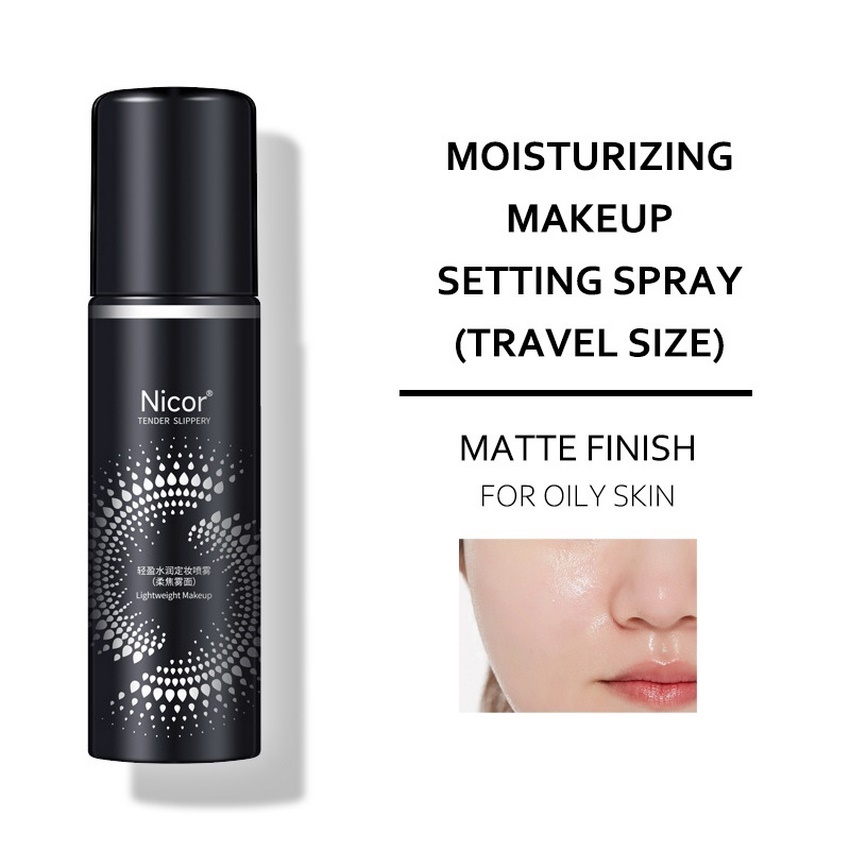 Nicor®
TENDER SLIPPERY
轻盈水润定妆喷雾
(柔焦雾面)
Lightweight Makeup
MOISTURIZING
MAKEUP
SETTING SPRAY
(TRAVEL SIZE)
MATTE FINISH
FOR OILY SKIN